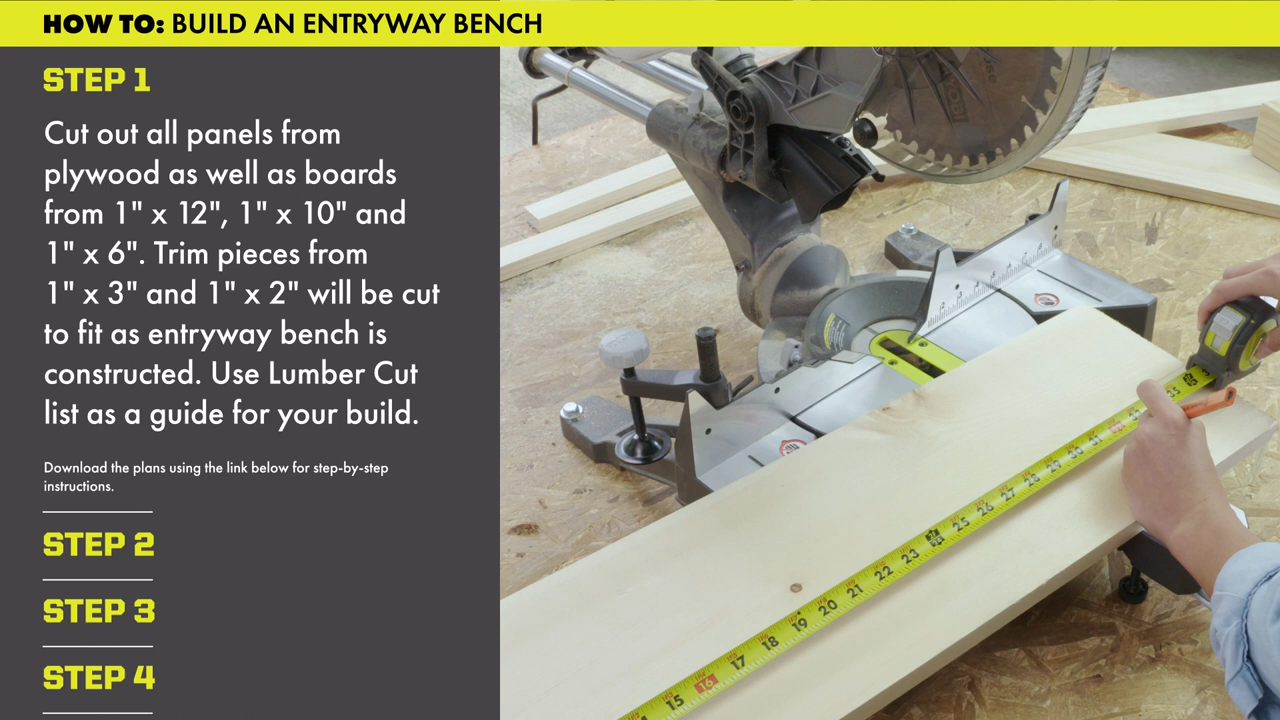 HOW TO: BUILD AN ENTRYWAY BENCH
STEP 1
Cut out all panels from
plywood as well as boards
from 1" x 12", 1" x 10" and
1" x 6". Trim pieces from
1" x 3" and 1" x 2" will be cut
to fit as entryway bench is
constructed. Use Lumber Cut
list as a guide for your build.
Download the plans using the link below for step-by-step
instructions.
STEP 2
STEP 3
STEP 4
15 16 17 18 19 20 21 22 23 25 26 27 28 29 30 31